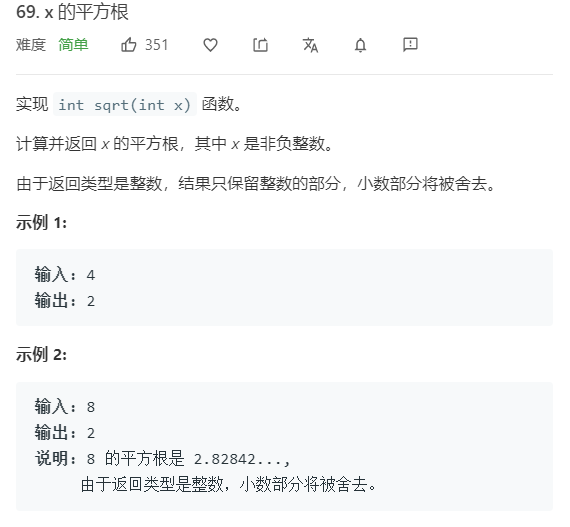 69. x 的平方根
难度 简单 351
实现 int sqrt(int x) 函数。
计算并返回 x 的平方根，其中 x 是非负整数。
由于返回类型是整数，结果只保留整数的部分，小数部分将被舍去。
示例 1:
输入: 4
输出: 2
示例 2:
输入: 8
输出: 2
说明: 8 的平方根是 2.82842...,
由于返回类型是整数，小数部分将被舍去。